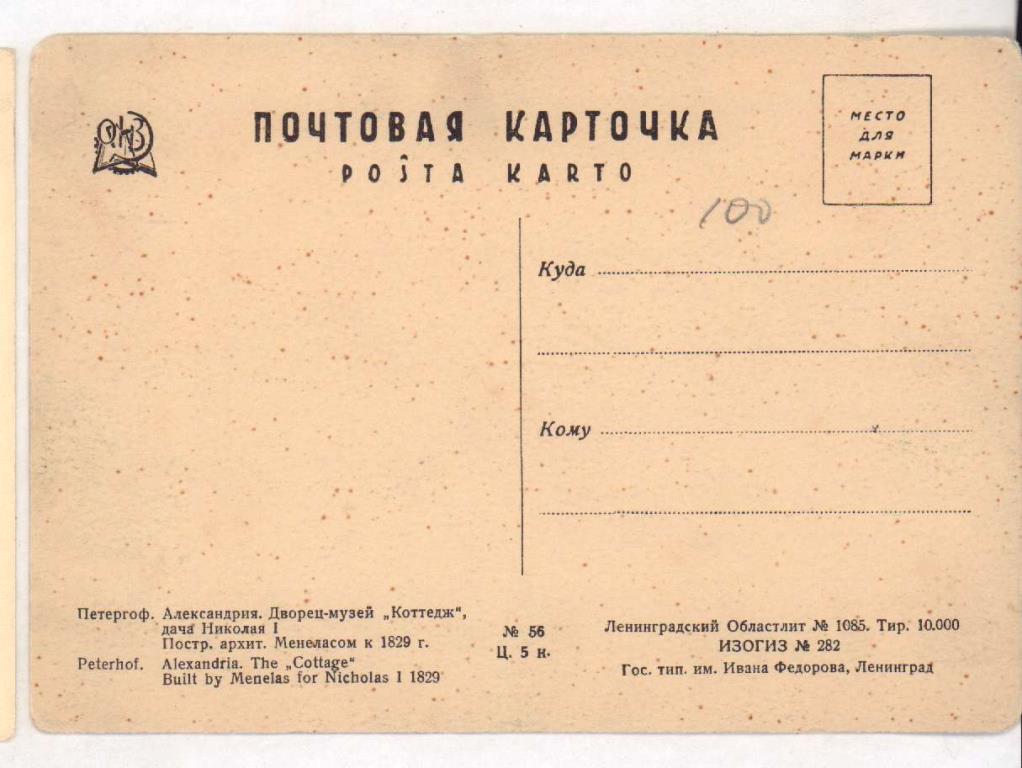 ПОЧТОВАЯ КАРТОЧКА
POŜTA KARTO
МЕСТО
ДЛЯ
МАРКИ
100
Куда
Кому
Петергоф. Александрия. Дворец-музей „Коттедж“,
дача Николая I
Постр. архит. Менеласом к 1829 г.
Peterhof. Alexandria. The „Cottage“
Built by Menelas for Nicholas I 1829
№ 56
Ц. 5 к.
Ленинградский Областлит № 1085. Тир. 10.000
ИЗОГИЗ № 282
Гос. тип. им. Ивана Федорова, Ленинград